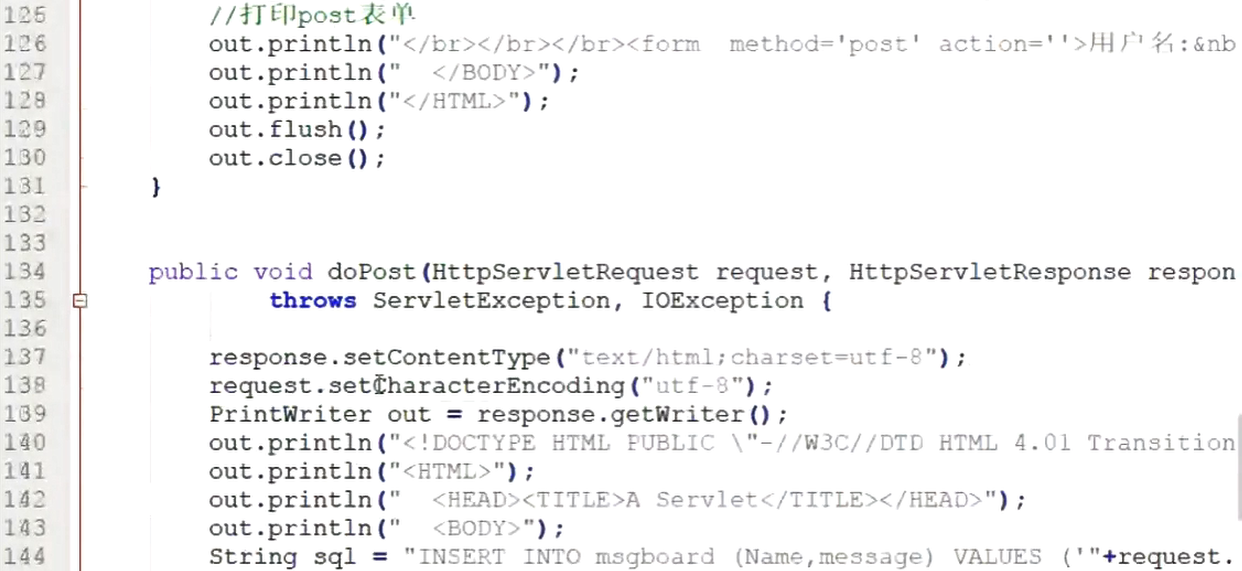 125 //打印post表单
126 out.println("</br></br></br><form  method='post' action=''>用户名:&nb
127 out.println("  </BODY>");
128 out.println("</HTML>");
129 out.flush();
130 out.close();
131 }
132
133
134 public void doPost(HttpServletRequest request, HttpServletResponse respon
135 throws ServletException, IOException {
136
137 response.setContentType("text/html;charset=utf-8");
138 request.setCharacterEncoding("utf-8");
139 PrintWriter out = response.getWriter();
140 out.println("<!DOCTYPE HTML PUBLIC \"-//W3C//DTD HTML 4.01 Transition
141 out.println("<HTML>");
142 out.println("  <HEAD><TITLE>A Servlet</TITLE></HEAD>");
143 out.println("  <BODY>");
144 String sql = "INSERT INTO msgboard (Name,message) VALUES ('"+request.